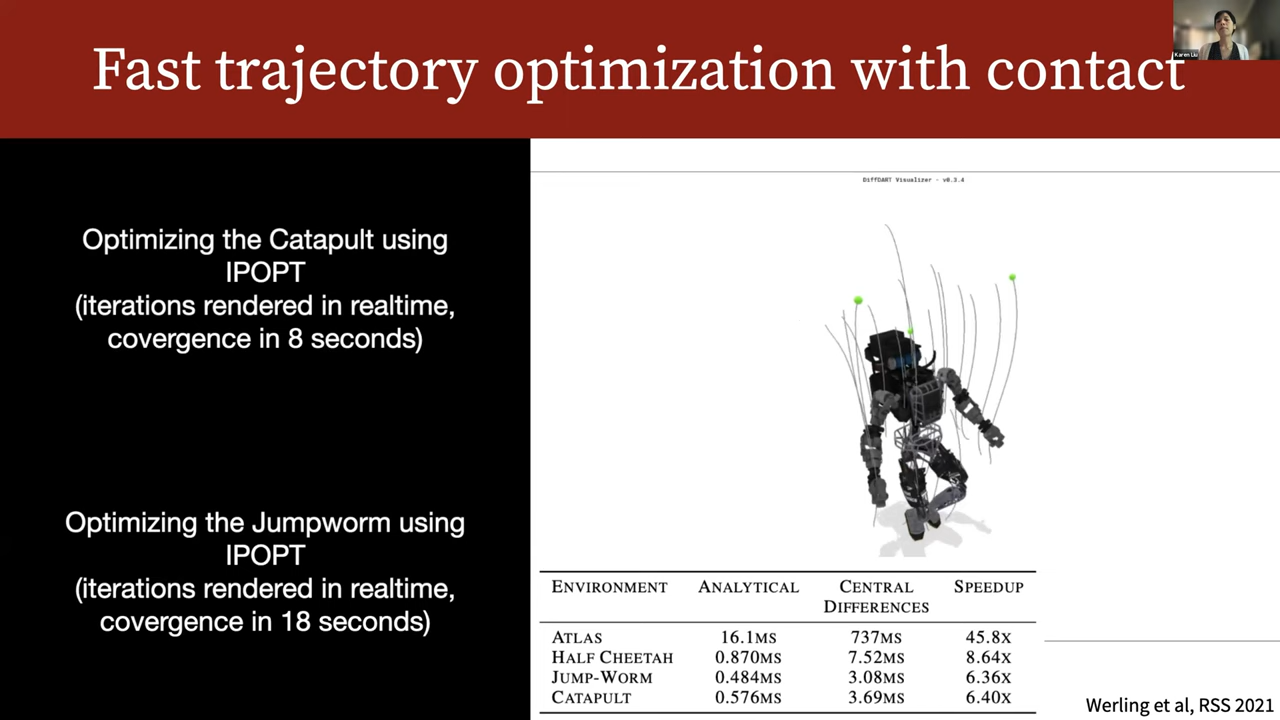 Fast trajectory optimization with contact
Karen Liu
Optimizing the Catapult using
IPOPT
(iterations rendered in realtime,
covergence in 8 seconds)
Optimizing the Jumpworm using
IPOPT
(iterations rendered in realtime,
covergence in 18 seconds)
DiffDART Visualizer - v0.3.4
ENVIRONMENT ANALYTICAL CENTRAL DIFFERENCES SPEEDUP
ATLAS 16.1MS 737MS 45.8X
HALF CHEETAH 0.870MS 7.52MS 8.64X
JUMP-WORM 0.484MS 3.08MS 6.36X
CATAPULT 0.576MS 3.69MS 6.40X
Werling et al, RSS 2021